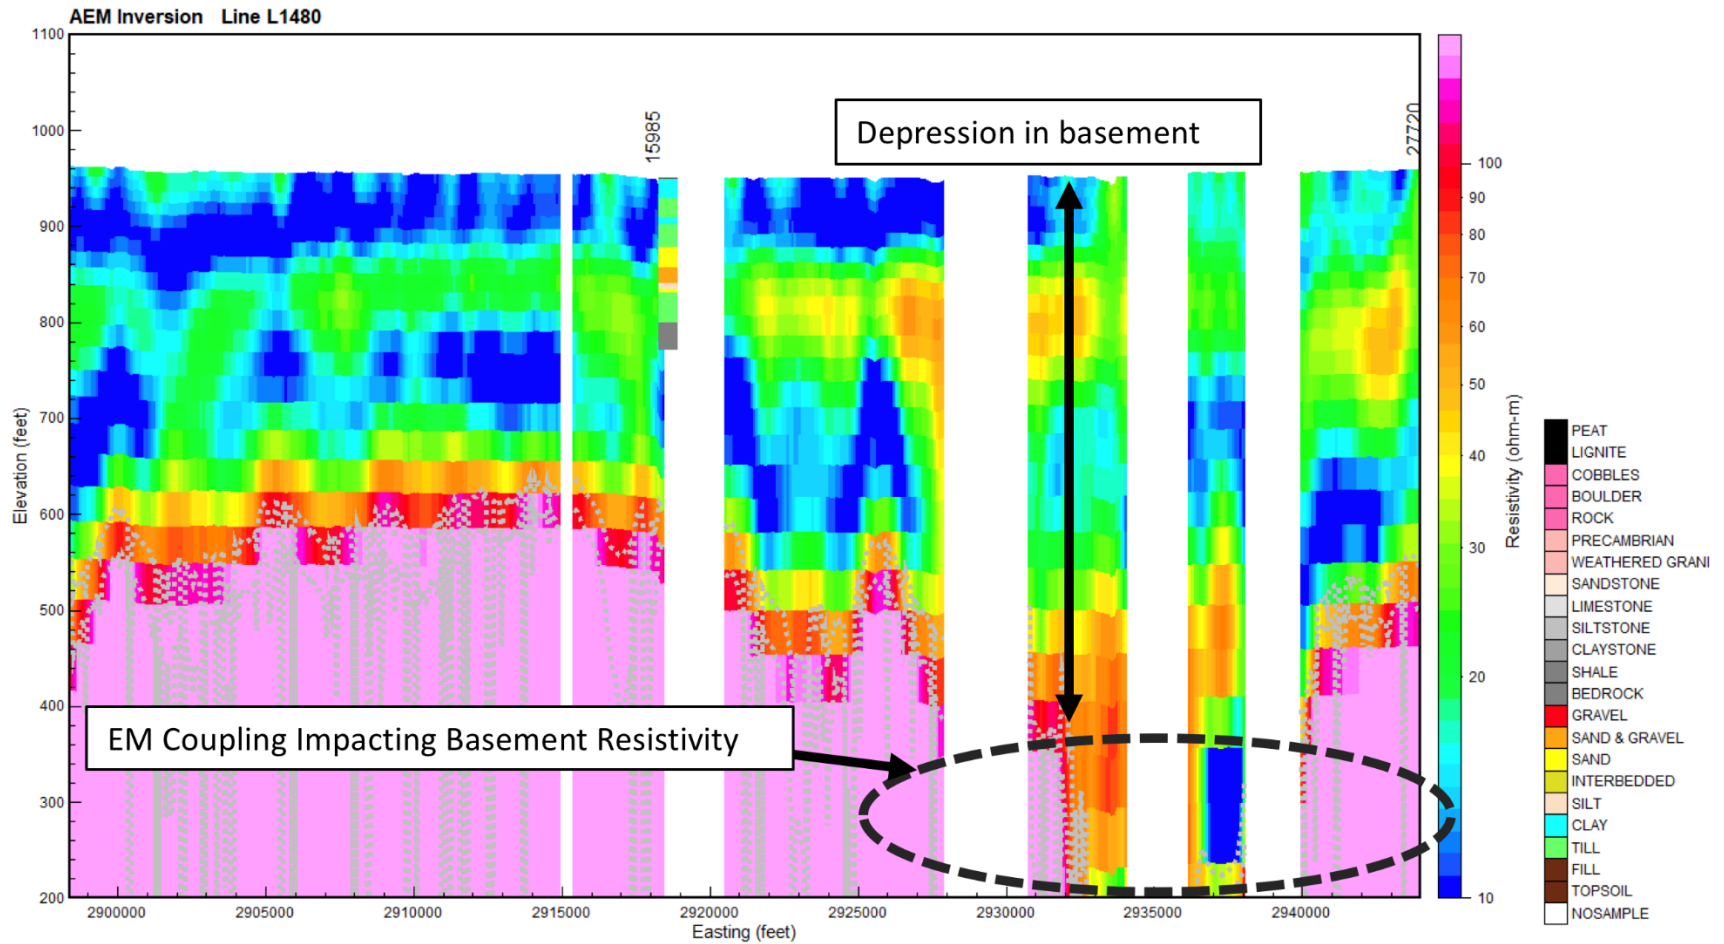 AEM Inversion Line L1480
1100
1000
900
800
700
600
500
400
300
200
Elevation (feet)
15985
27720
Depression in basement
EM Coupling Impacting Basement Resistivity
2900000 2905000 2910000 2915000 2920000 2925000 2930000 2935000 2940000
Easting (feet)
100
90
80
70
60
50
40
30
20
10
Resistivity (ohm-m)
PEAT
LIGNITE
COBBLES
BOULDER
ROCK
PRECAMBRIAN
WEATHERED GRANI
SANDSTONE
LIMESTONE
SILTSTONE
CLAYSTONE
SHALE
BEDROCK
GRAVEL
SAND & GRAVEL
SAND
INTERBEDDED
SILT
CLAY
TILL
FILL
TOPSOIL
NOSAMPLE